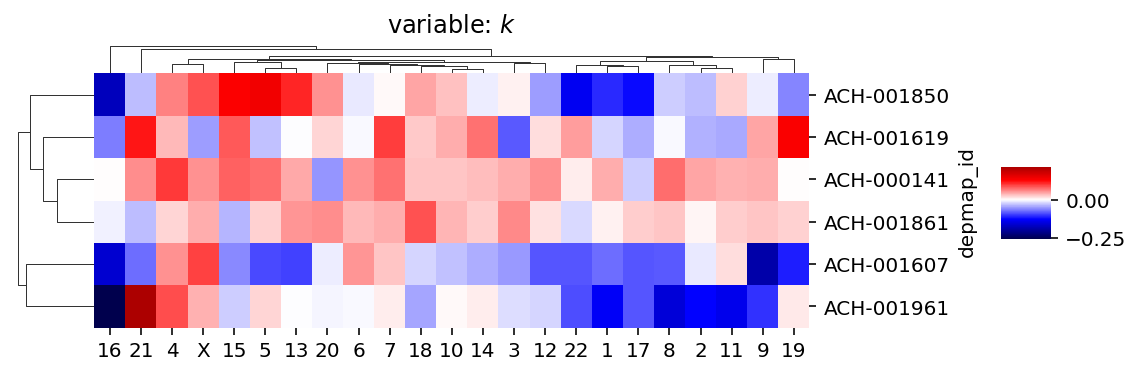 variable: k
ACH-001850
ACH-001619
ACH-000141
ACH-001861
ACH-001607
ACH-001961
depmap_id
0.00
−0.25
16 21 4 X 15 5 13 20 6 7 18 10 14 3 12 22 1 17 8 2 11 9 19